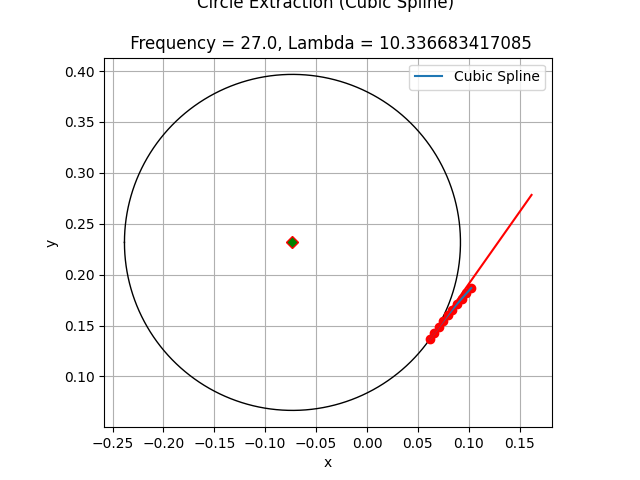 Circle Extraction (Cubic Spline)
Frequency = 27.0, Lambda = 10.336683417085
Cubic Spline
0.40
0.35
0.30
0.25
0.20
0.15
0.10
y
−0.25 −0.20 −0.15 −0.10 −0.05 0.00 0.05 0.10 0.15
x